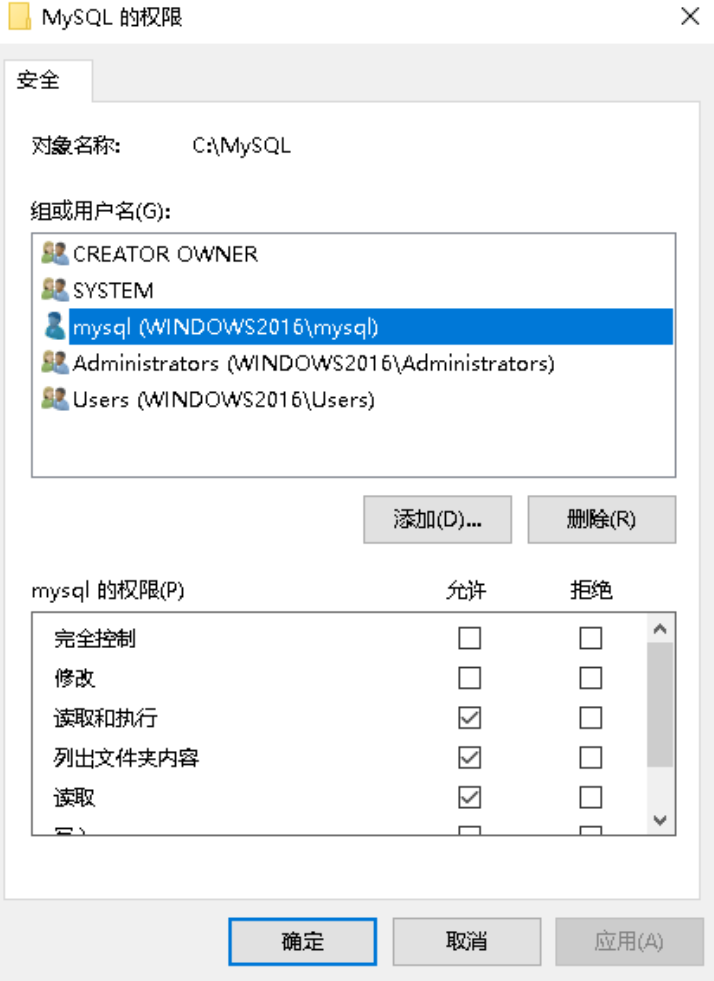 MySQL 的权限
安全
对象名称: C:\MySQL
组或用户名(G):
CREATOR OWNER
SYSTEM
mysql (WINDOWS2016\mysql)
Administrators (WINDOWS2016\Administrators)
Users (WINDOWS2016\Users)
添加(D)... 删除(R)
mysql 的权限(P) 允许 拒绝
完全控制
修改
读取和执行
列出文件夹内容
读取
确定 取消 应用(A)